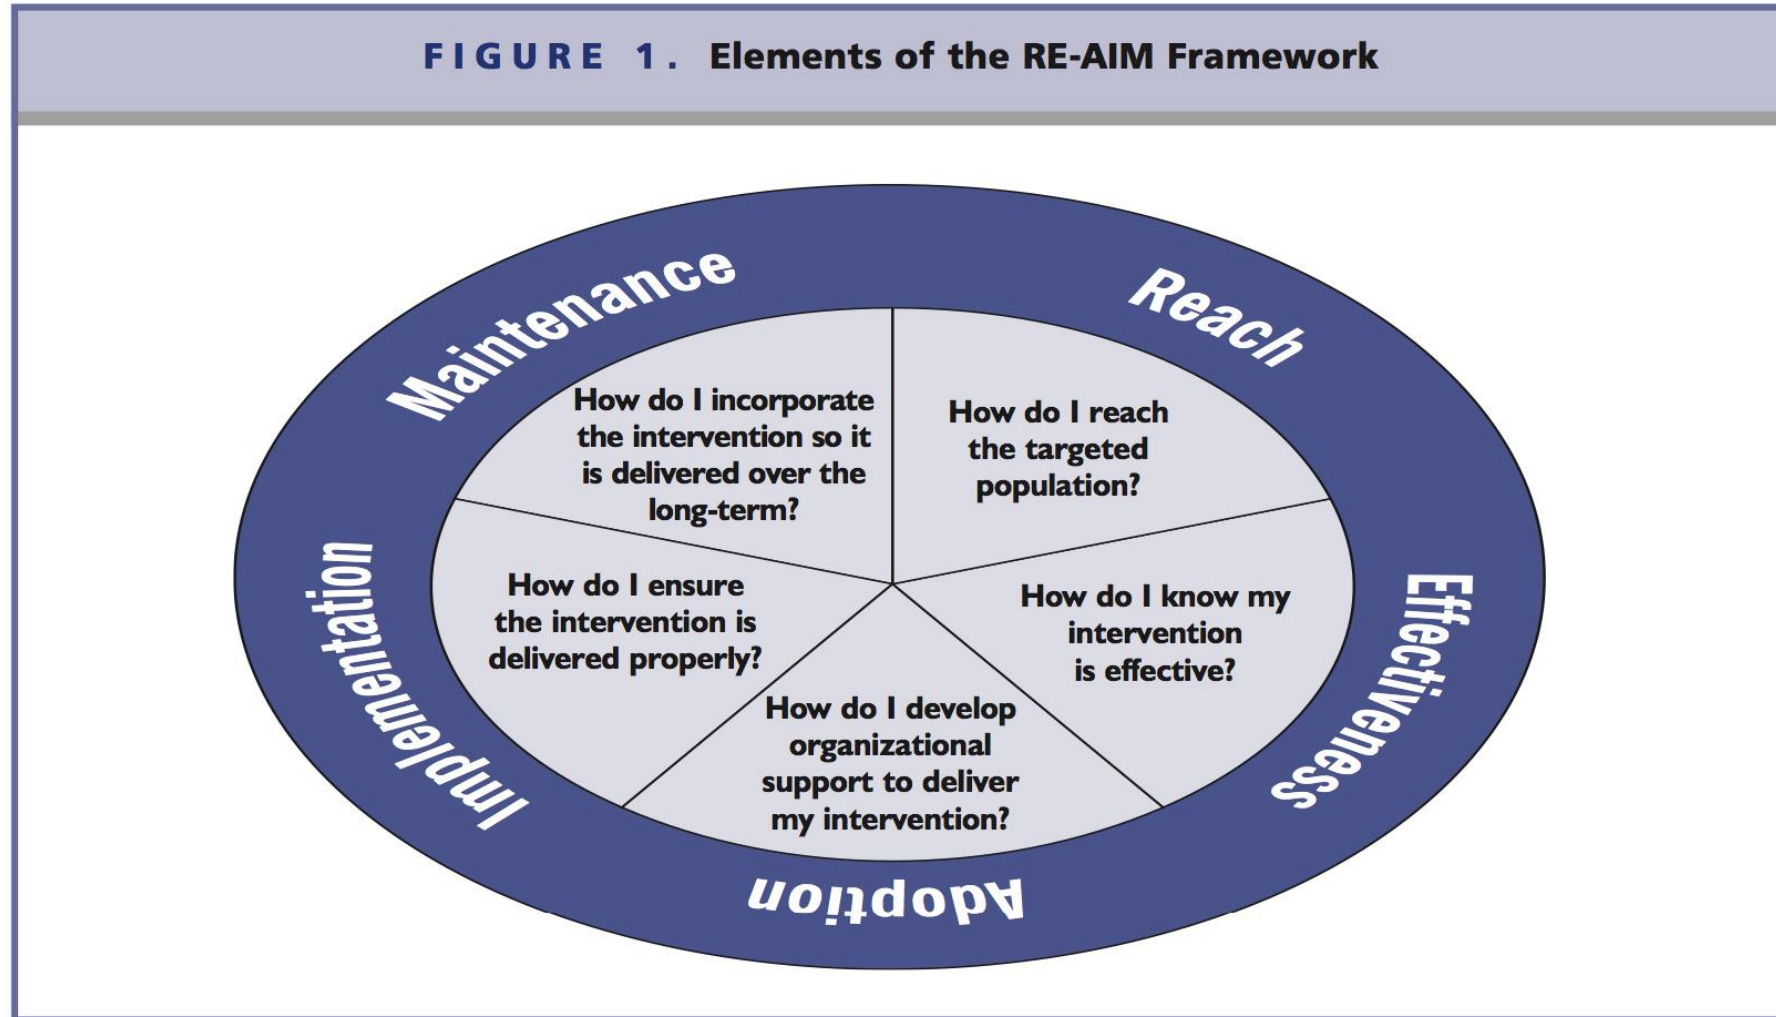 FIGURE 1. Elements of the RE-AIM Framework
Reach
How do I reach
the targeted
population?
Effectiveness
How do I know my
intervention
is effective?
Adoption
How do I develop
organizational
support to deliver
my intervention?
Implementation
How do I ensure
the intervention is
delivered properly?
Maintenance
How do I incorporate
the intervention so it
is delivered over the
long-term?